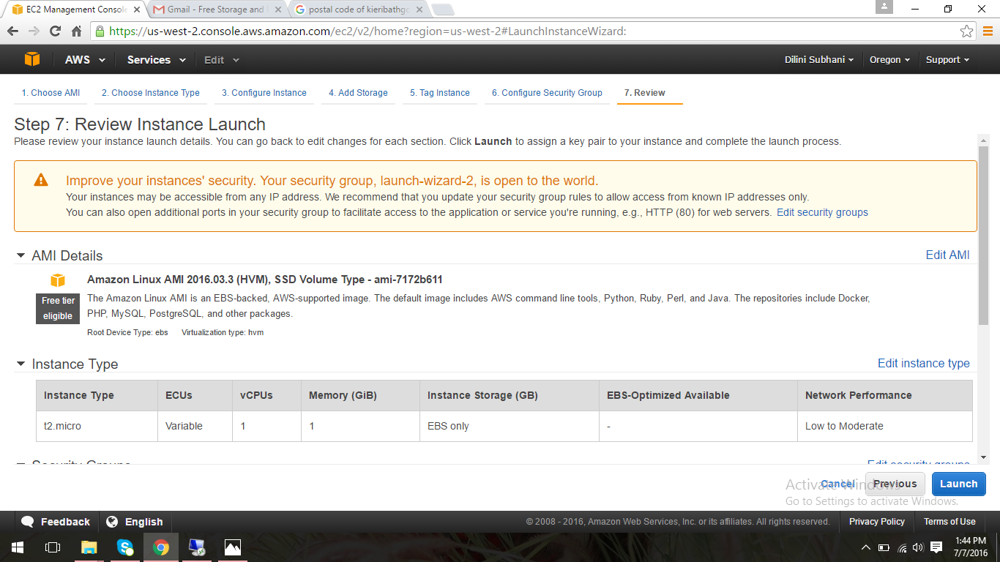 EC2 Management Console
Gmail - Free Storage and
postal code of kieribathgo
https://us-west-2.console.aws.amazon.com/ec2/v2/home?region=us-west-2#LaunchInstanceWizard:
AWS Services Edit Dilini Subhani Oregon Support
1. Choose AMI 2. Choose Instance Type 3. Configure Instance 4. Add Storage 5. Tag Instance 6. Configure Security Group 7. Review
Step 7: Review Instance Launch
Please review your instance launch details. You can go back to edit changes for each section. Click Launch to assign a key pair to your instance and complete the launch process.
Improve your instances' security. Your security group, launch-wizard-2, is open to the world.
Your instances may be accessible from any IP address. We recommend that you update your security group rules to allow access from known IP addresses only.
You can also open additional ports in your security group to facilitate access to the application or service you're running, e.g., HTTP (80) for web servers. Edit security groups
AMI Details Edit AMI
Amazon Linux AMI 2016.03.3 (HVM), SSD Volume Type - ami-7172b611
Free tier
eligible
The Amazon Linux AMI is an EBS-backed, AWS-supported image. The default image includes AWS command line tools, Python, Ruby, Perl, and Java. The repositories include Docker,
PHP, MySQL, PostgreSQL, and other packages.
Root Device Type: ebs Virtualization type: hvm
Instance Type Edit instance type
Instance Type ECUs vCPUs Memory (GiB) Instance Storage (GB) EBS-Optimized Available Network Performance
t2.micro Variable 1 1 EBS only - Low to Moderate
Security Groups Edit security groups
Cancel Previous Launch
Activate Windows
Go to Settings to activate Windows.
Feedback English © 2008 - 2016, Amazon Web Services, Inc. or its affiliates. All rights reserved. Privacy Policy Terms of Use
1:44 PM
7/7/2016